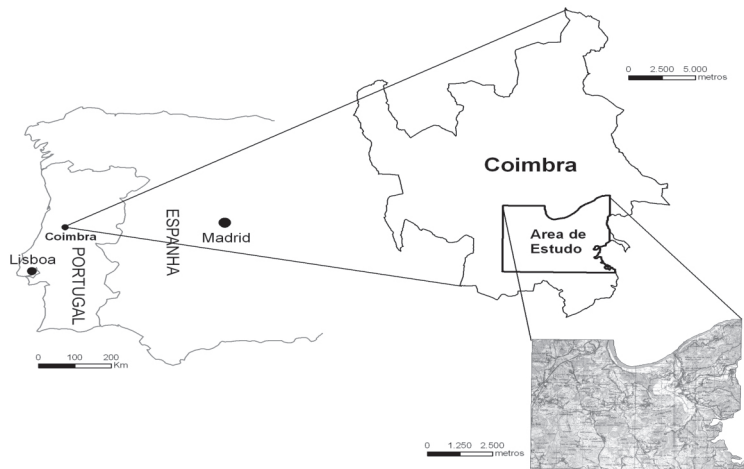 0 2.500 5.000
metros
Coimbra
Area de
Estudo
Coimbra
Lisboa
PORTUGAL
ESPANHA
Madrid
0 100 200
Km
0 1.250 2.500
metros